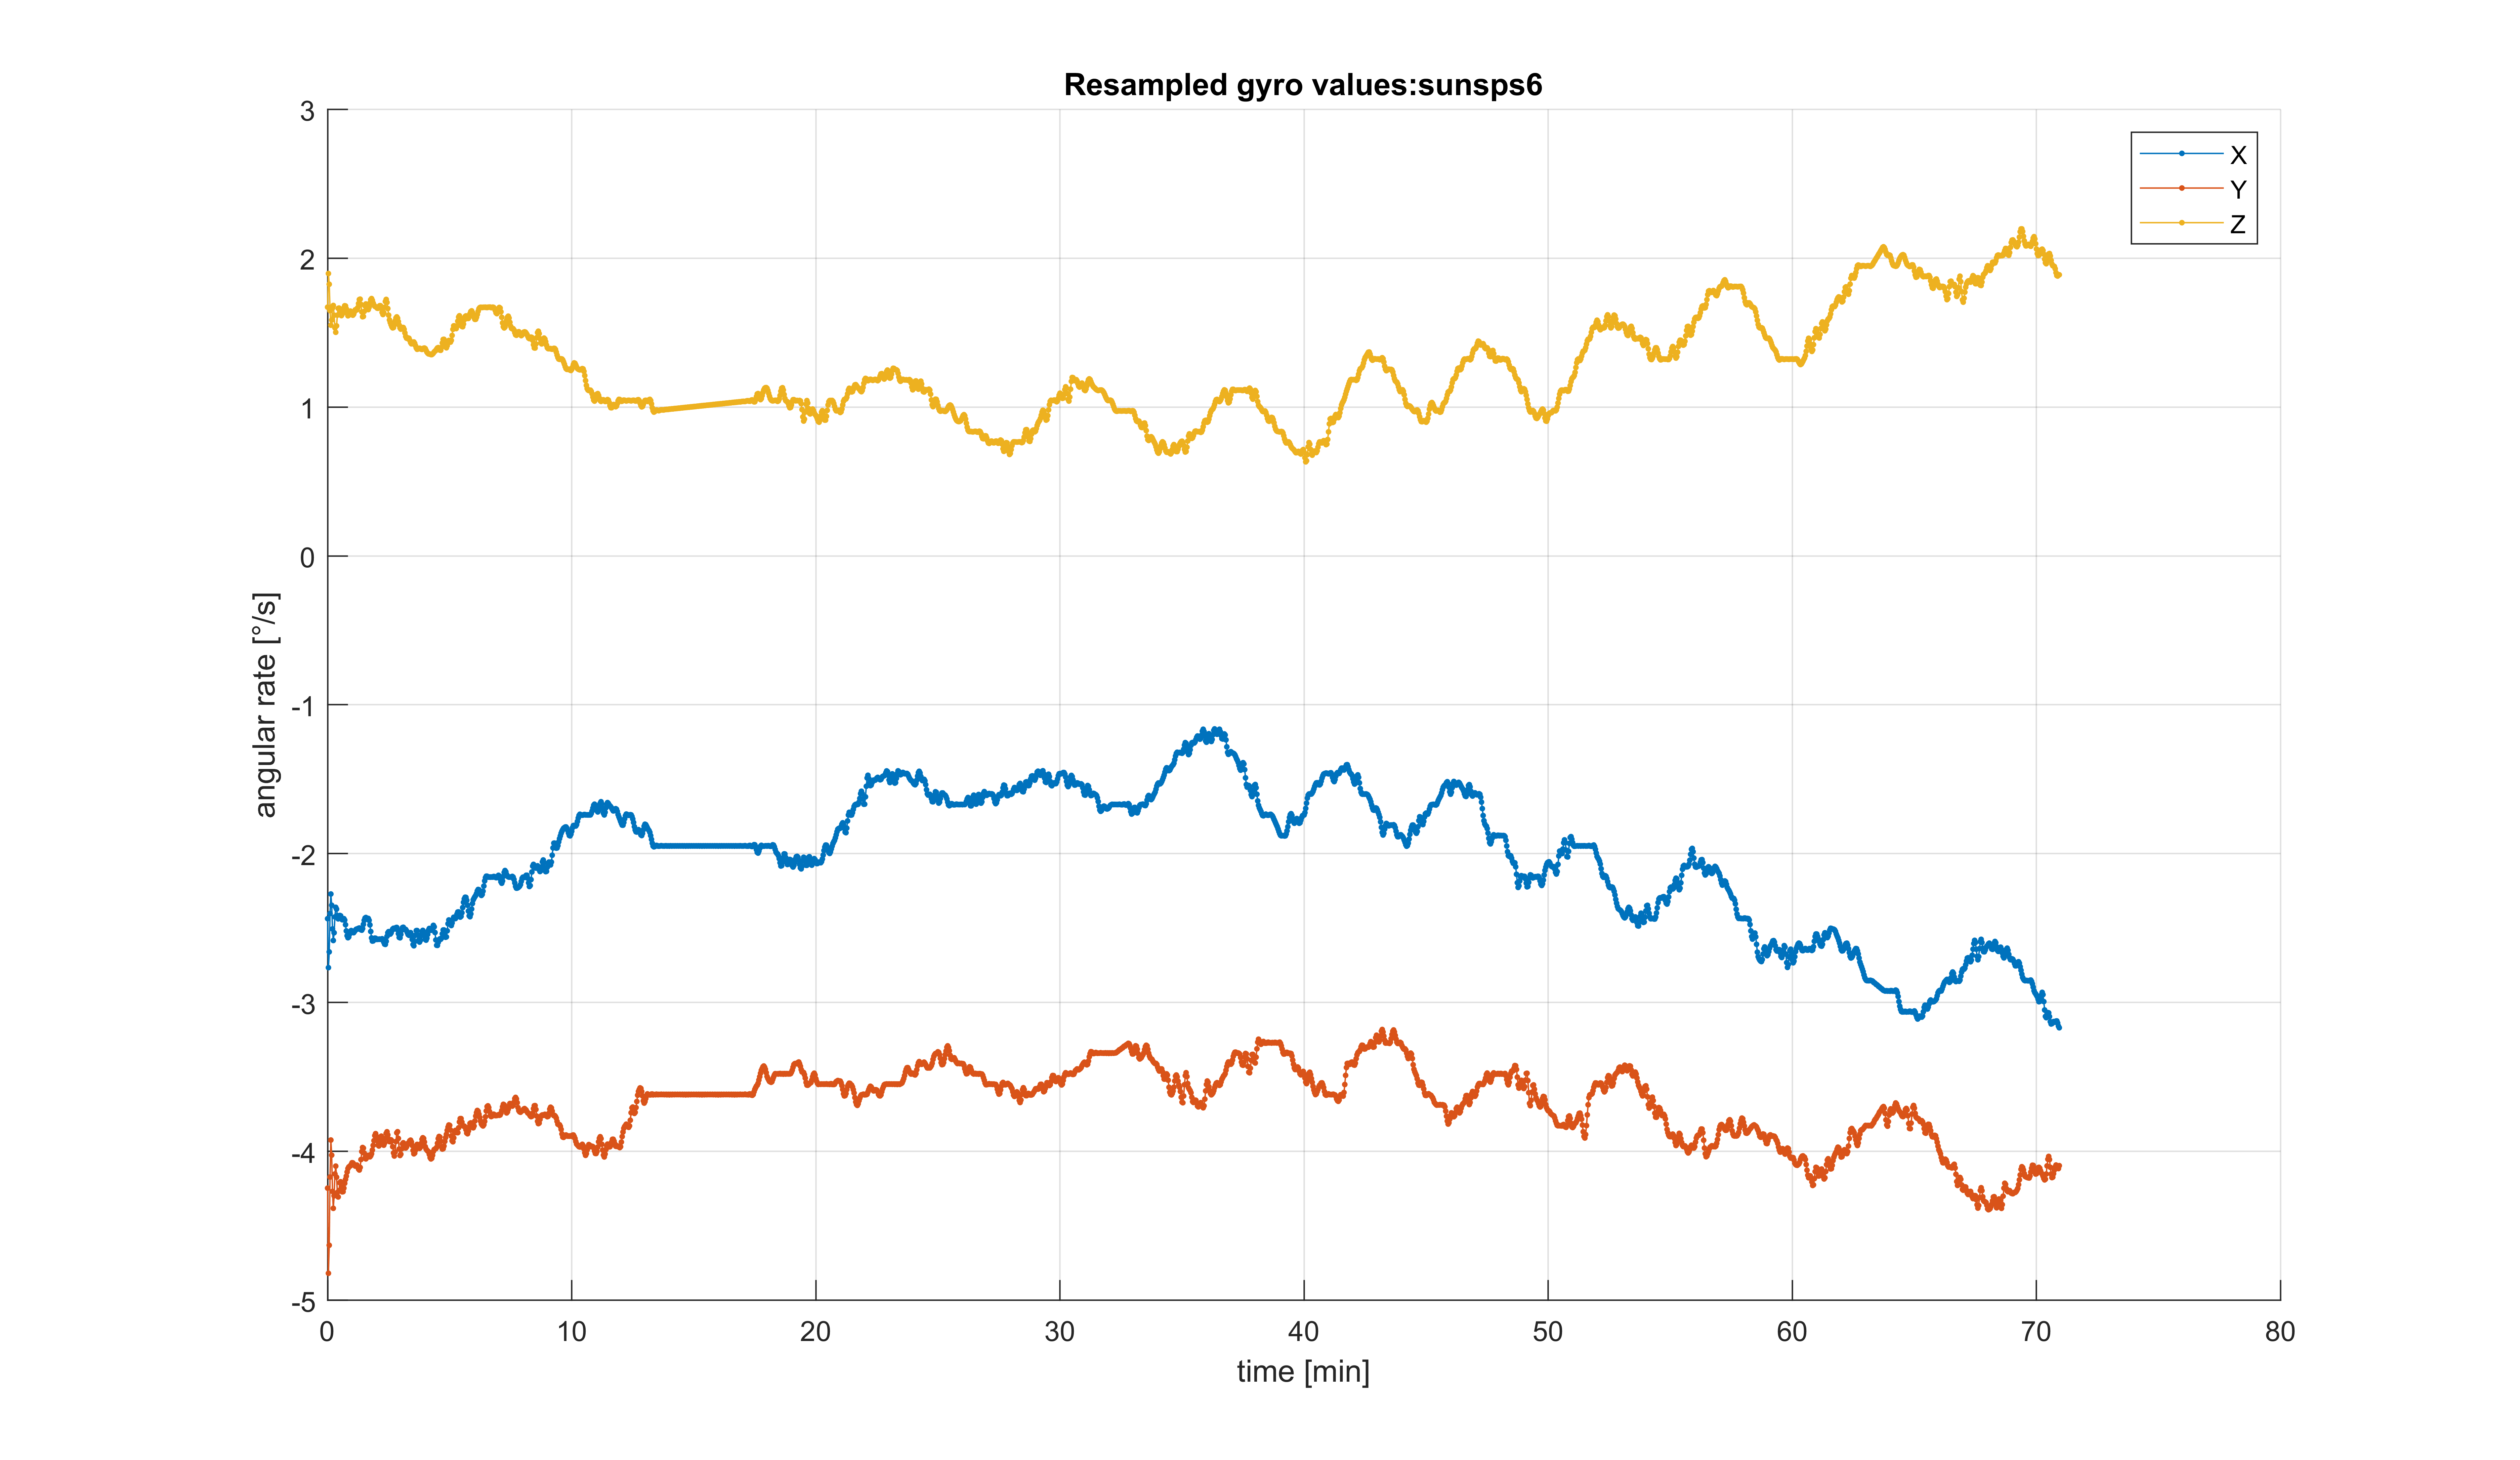 Resampled gyro values:sunsps6
3
2
1
0
-1
-2
-3
-4
-5
angular rate [°/s]
X
Y
Z
0 10 20 30 40 50 60 70 80
time [min]